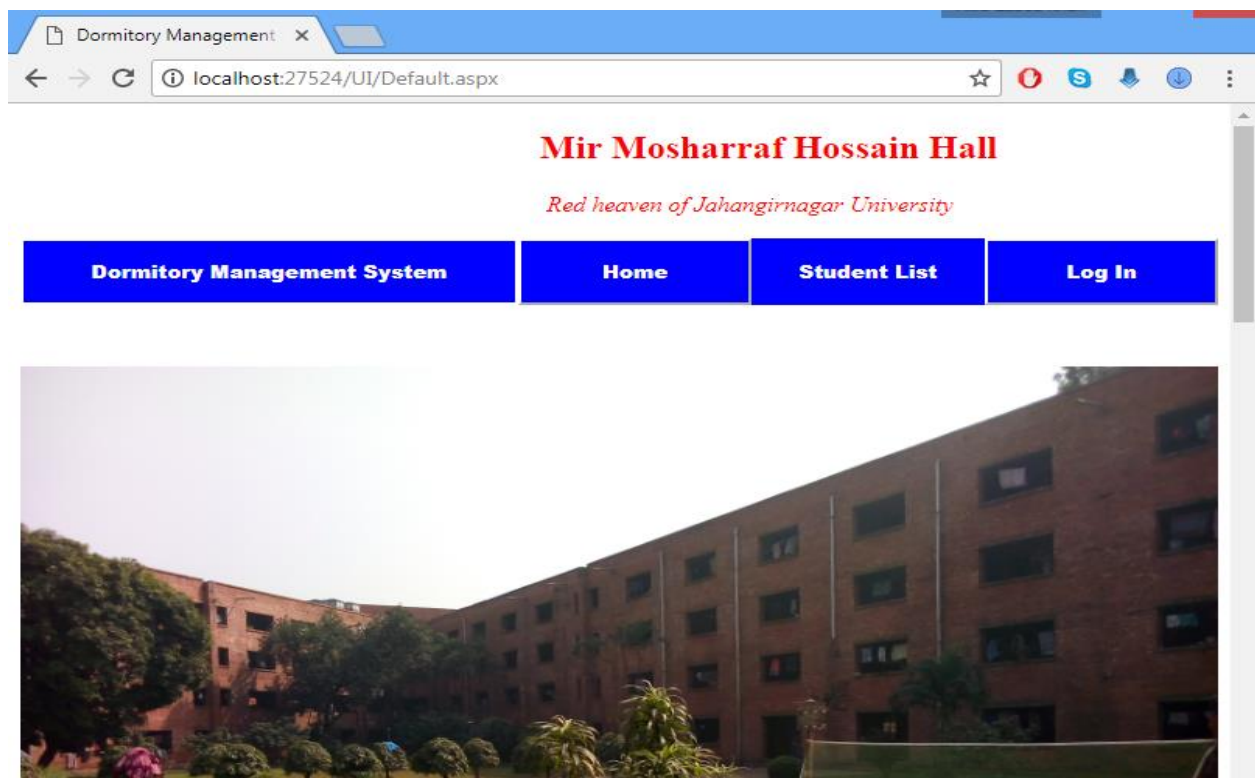 Dormitory Management
localhost:27524/UI/Default.aspx
Mir Mosharraf Hossain Hall
Red heaven of Jahangirnagar University
Dormitory Management System Home Student List Log In